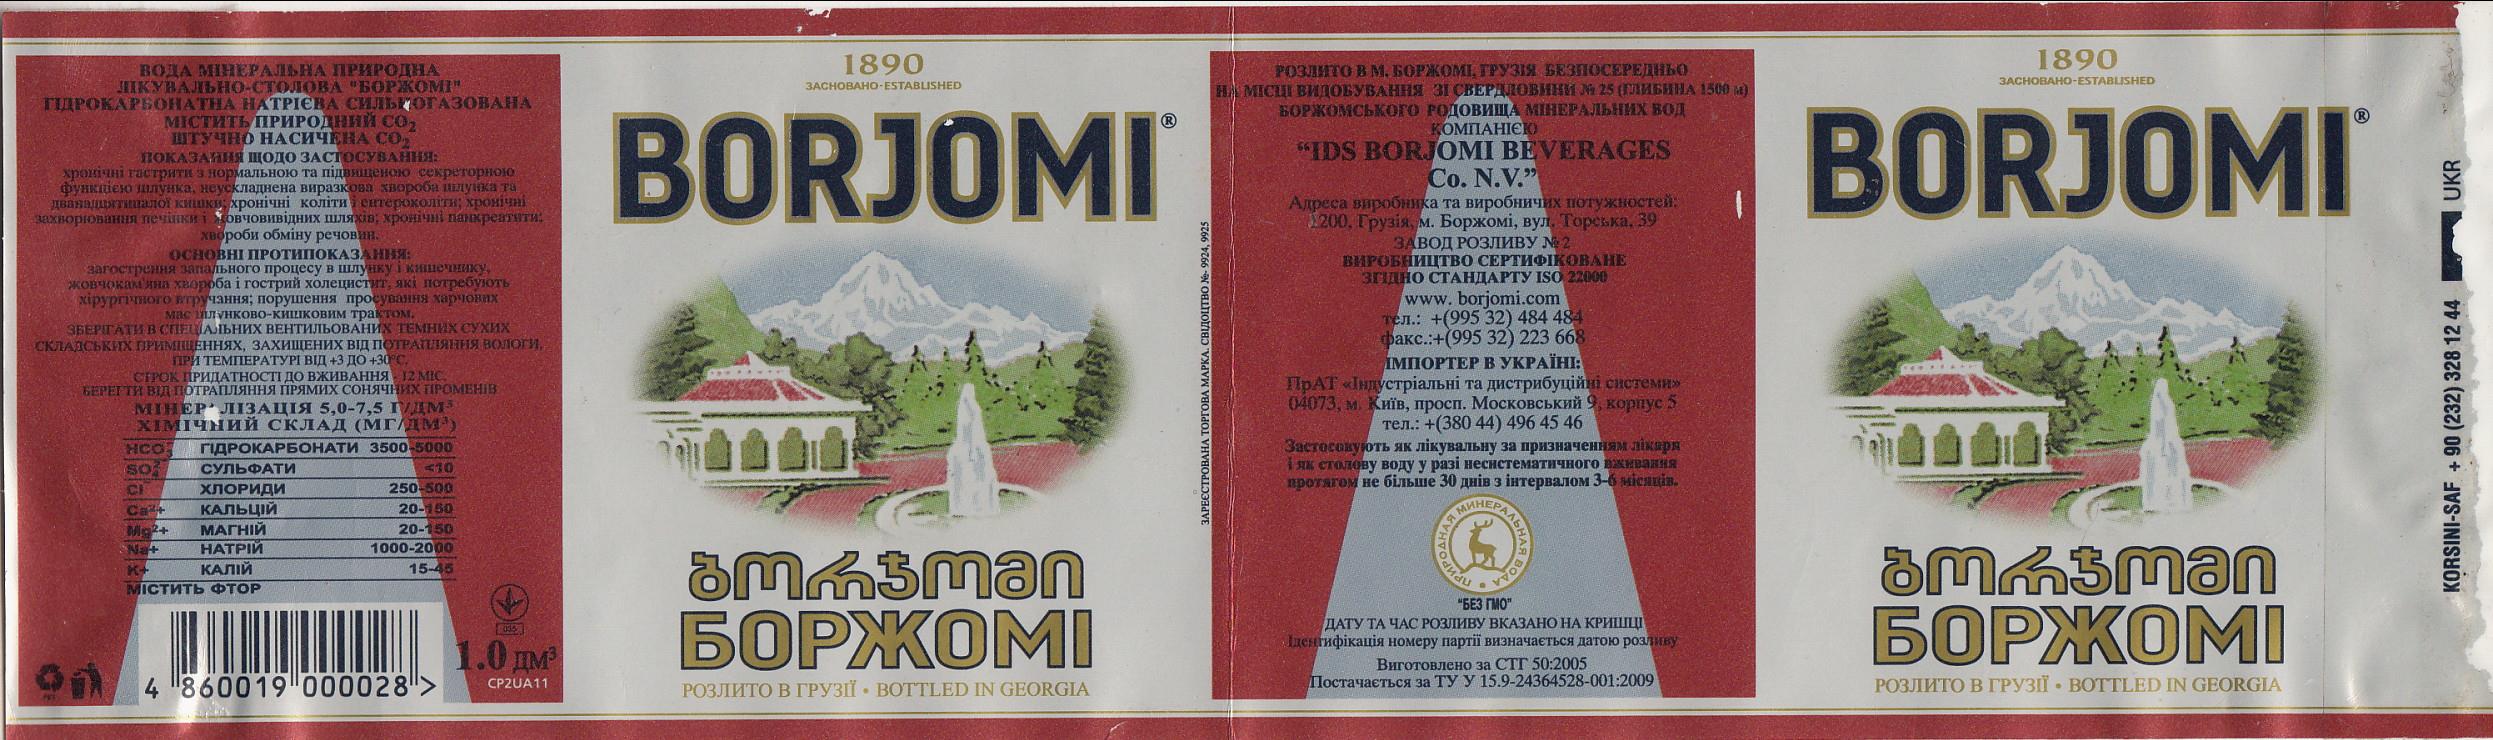 ВОДА МІНЕРАЛЬНА ПРИРОДНА
ЛІКУВАЛЬНО-СТОЛОВА "БОРЖОМІ"
ГІДРОКАРБОНАТНА НАТРІЄВА СИЛЬНОГАЗОВАНА
МІСТИТЬ ПРИРОДНИЙ CO₂
ШТУЧНО НАСИЧЕНА CO₂
ПОКАЗАННЯ ЩОДО ЗАСТОСУВАННЯ:
хронічні гастрити з нормальною та підвищеною секреторною
функцією шлунка, неускладнена виразкова хвороба шлунка та
дванадцятипалої кишки; хронічні коліти і ентероколіти; хронічні
захворювання печінки і жовчовивідних шляхів; хронічні панкреатити;
хвороби обміну речовин.
ОСНОВНІ ПРОТИПОКАЗАННЯ:
загострення запального процесу в шлунку і кишечнику,
жовчокам'яна хвороба і гострий холецистит, які потребують
хірургічного втручання; порушення просування харчових
мас шлунково-кишковим трактом.
ЗБЕРІГАТИ В СПЕЦІАЛЬНИХ ВЕНТИЛЬОВАНИХ ТЕМНИХ СУХИХ
СКЛАДСЬКИХ ПРИМІЩЕННЯХ, ЗАХИЩЕНИХ ВІД ПОТРАПЛЯННЯ ВОЛОГИ,
ПРИ ТЕМПЕРАТУРІ ВІД +3 ДО +30°С.
СТРОК ПРИДАТНОСТІ ДО ВЖИВАННЯ - 12 МІС.
БЕРЕГТИ ВІД ПОТРАПЛЯННЯ ПРЯМИХ СОНЯЧНИХ ПРОМЕНІВ
МІНЕРАЛІЗАЦІЯ 5,0-7,5 Г/ДМ³
ХІМІЧНИЙ СКЛАД (МГ/ДМ³)
HCO₃⁻ ГІДРОКАРБОНАТИ 3500-5000
SO₄²⁻ СУЛЬФАТИ <10
Cl⁻ ХЛОРИДИ 250-500
Ca²+ КАЛЬЦІЙ 20-150
Mg²+ МАГНІЙ 20-150
Na+ НАТРІЙ 1000-2000
K+ КАЛІЙ 15-45
МІСТИТЬ ФТОР
035
1.0 ДМ³
CP2UA11
4 860019 000028 >
1890
ЗАСНОВАНО·ESTABLISHED
BORJOMI®
ბორჯომი
БОРЖОМІ
РОЗЛИТО В ГРУЗІЇ • BOTTLED IN GEORGIA
ЗАРЕЄСТРОВАНА ТОРГОВА МАРКА. СВІДОЦТВО №- 9924, 9925
РОЗЛИТО В М. БОРЖОМІ, ГРУЗІЯ БЕЗПОСЕРЕДНЬО
НА МІСЦІ ВИДОБУВАННЯ ЗІ СВЕРДЛОВИНИ № 25 (ГЛИБИНА 1500 м)
БОРЖОМСЬКОГО РОДОВИЩА МІНЕРАЛЬНИХ ВОД
КОМПАНІЄЮ
“IDS BORJOMI BEVERAGES
Co. N.V.”
Адреса виробника та виробничих потужностей:
1200, Грузія, м. Боржомі, вул. Торська, 39
ЗАВОД РОЗЛИВУ № 2
ВИРОБНИЦТВО СЕРТИФІКОВАНЕ
ЗГІДНО СТАНДАРТУ ISO 22000
www. borjomi.com
тел.: +(995 32) 484 484
факс.:+(995 32) 223 668
ІМПОРТЕР В УКРАЇНІ:
ПрАТ «Індустріальні та дистрибуційні системи»
04073, м. Київ, просп. Московський 9, корпус 5
тел.: +(380 44) 496 45 46
Застосовують як лікувальну за призначенням лікаря
і як столову воду у разі несистематичного вживання
протягом не більше 30 днів з інтервалом 3-6 місяців.
ПРИРОДНАЯ МИНЕРАЛЬНАЯ ВОДА
"БЕЗ ГМО"
ДАТУ ТА ЧАС РОЗЛИВУ ВКАЗАНО НА КРИШЦІ
Ідентифікація номеру партії визначається датою розливу
Виготовлено за СТГ 50:2005
Постачається за ТУ У 15.9-24364528-001:2009
1890
ЗАСНОВАНО·ESTABLISHED
BORJOMI®
ბორჯომი
БОРЖОМІ
РОЗЛИТО В ГРУЗІЇ • BOTTLED IN GEORGIA
KORSINI-SAF + 90 (232) 328 12 44 UKR